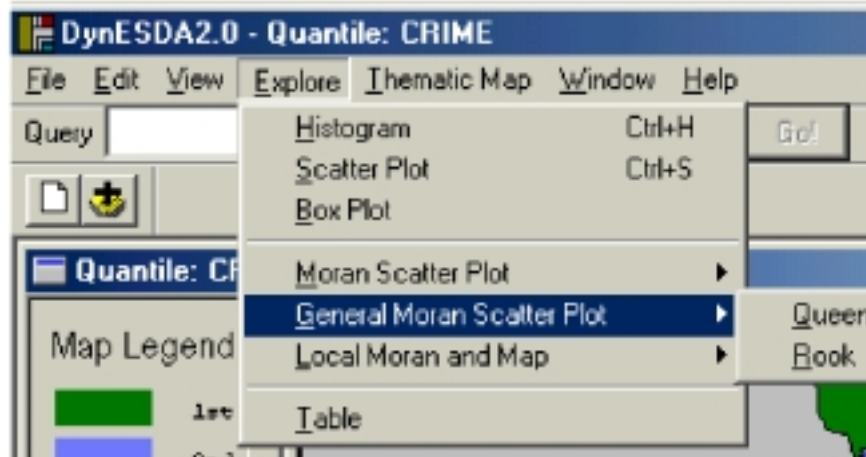 DynESDA2.0 - Quantile: CRIME
File Edit View Explore Thematic Map Window Help
Query Go!
Histogram Ctrl+H
Scatter Plot Ctrl+S
Box Plot
Quantile: CR
Moran Scatter Plot
General Moran Scatter Plot
Queen
Map Legend
Local Moran and Map
Rook
1st
Table